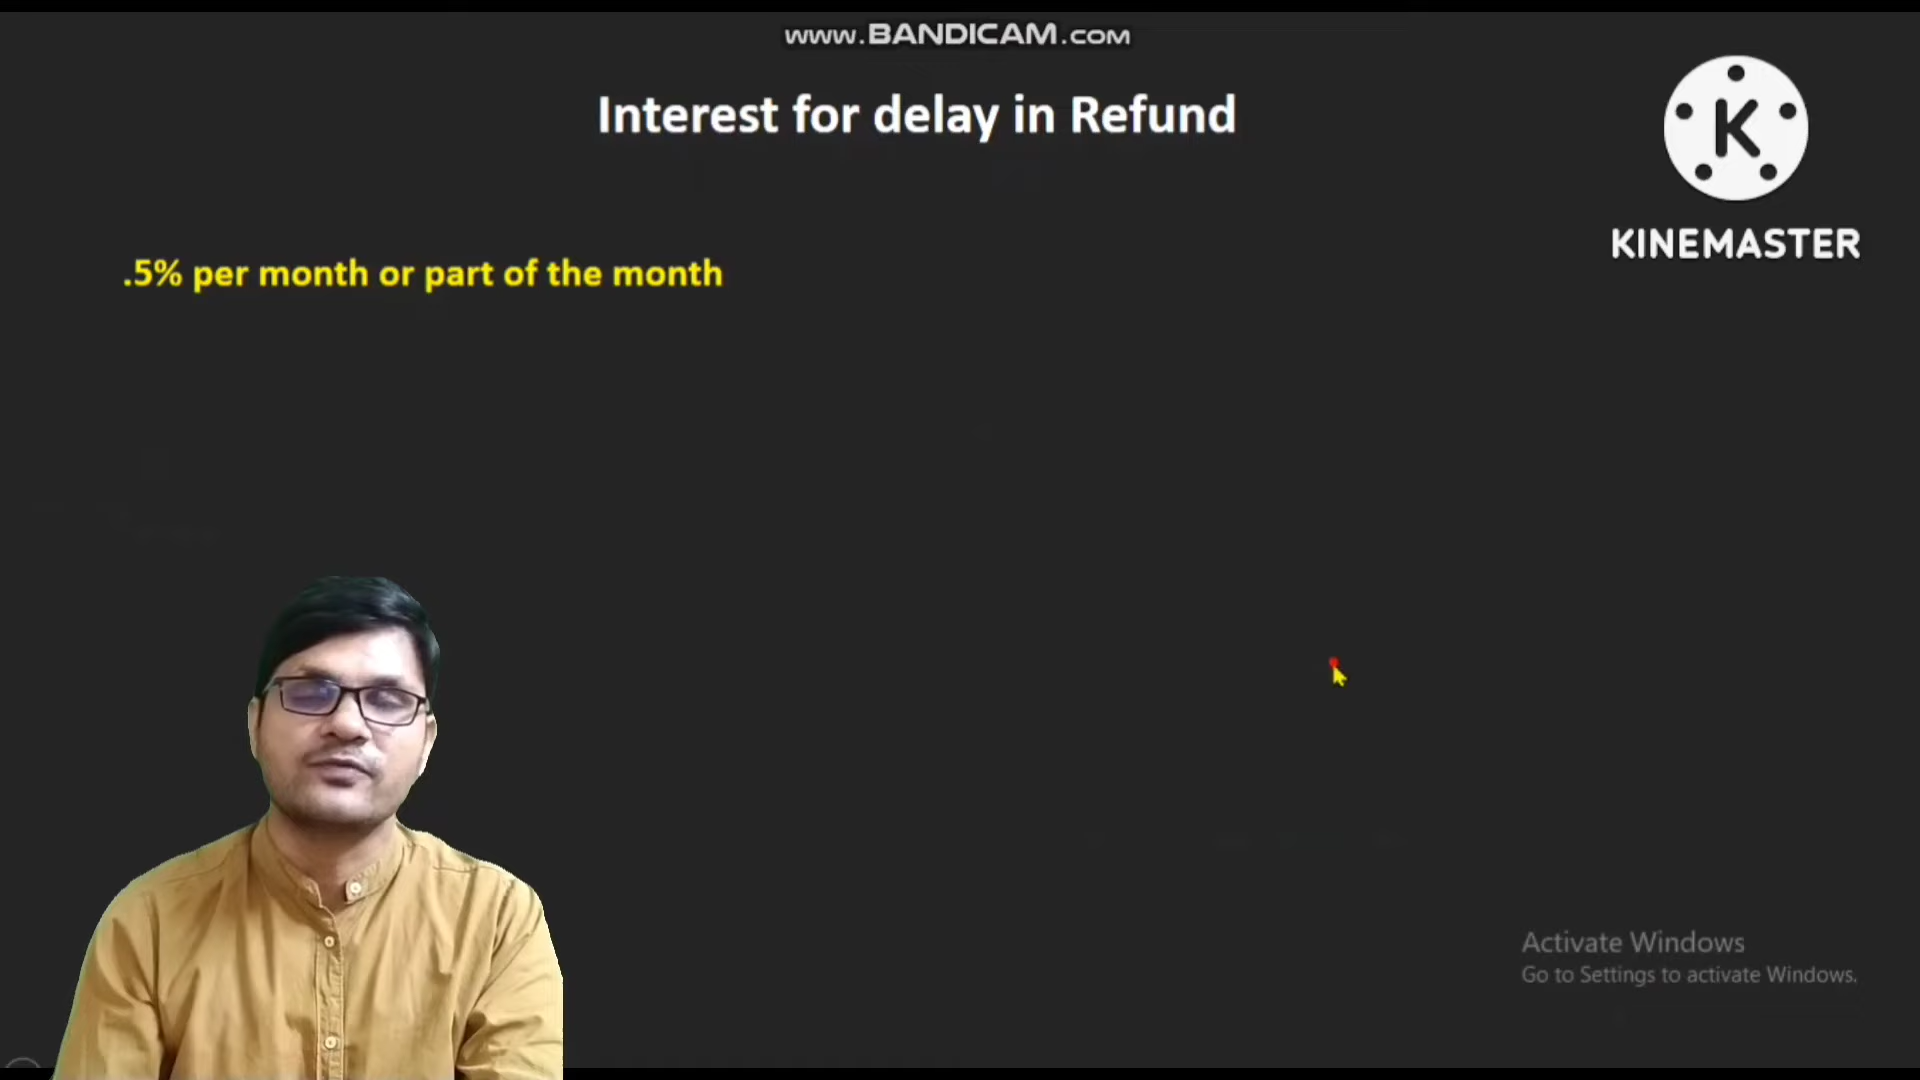 www.BANDICAM.com
Interest for delay in Refund
K
KINEMASTER
.5% per month or part of the month
Activate Windows
Go to Settings to activate Windows.